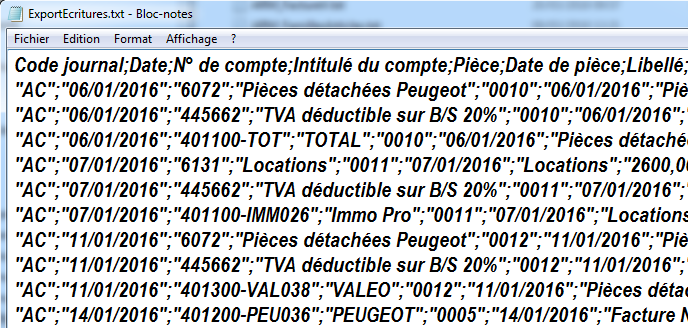 ExportEcritures.txt - Bloc-notes
Fichier Edition Format Affichage ?
Code journal;Date;N° de compte;Intitulé du compte;Pièce;Date de pièce;Libellé;
"AC";"06/01/2016";"6072";"Pièces détachées Peugeot";"0010";"06/01/2016";"Piè
"AC";"06/01/2016";"445662";"TVA déductible sur B/S 20%";"0010";"06/01/2016";"
"AC";"06/01/2016";"401100-TOT";"TOTAL";"0010";"06/01/2016";"Pièces détaché
"AC";"07/01/2016";"6131";"Locations";"0011";"07/01/2016";"Locations";"2600,0
"AC";"07/01/2016";"445662";"TVA déductible sur B/S 20%";"0011";"07/01/2016";"
"AC";"07/01/2016";"401100-IMM026";"Immo Pro";"0011";"07/01/2016";"Locations
"AC";"11/01/2016";"6072";"Pièces détachées Peugeot";"0012";"11/01/2016";"Piè
"AC";"11/01/2016";"445662";"TVA déductible sur B/S 20%";"0012";"11/01/2016";"
"AC";"11/01/2016";"401300-VAL038";"VALEO";"0012";"11/01/2016";"Pièces détac
"AC";"14/01/2016";"401200-PEU036";"PEUGEOT";"0005";"14/01/2016";"Facture N